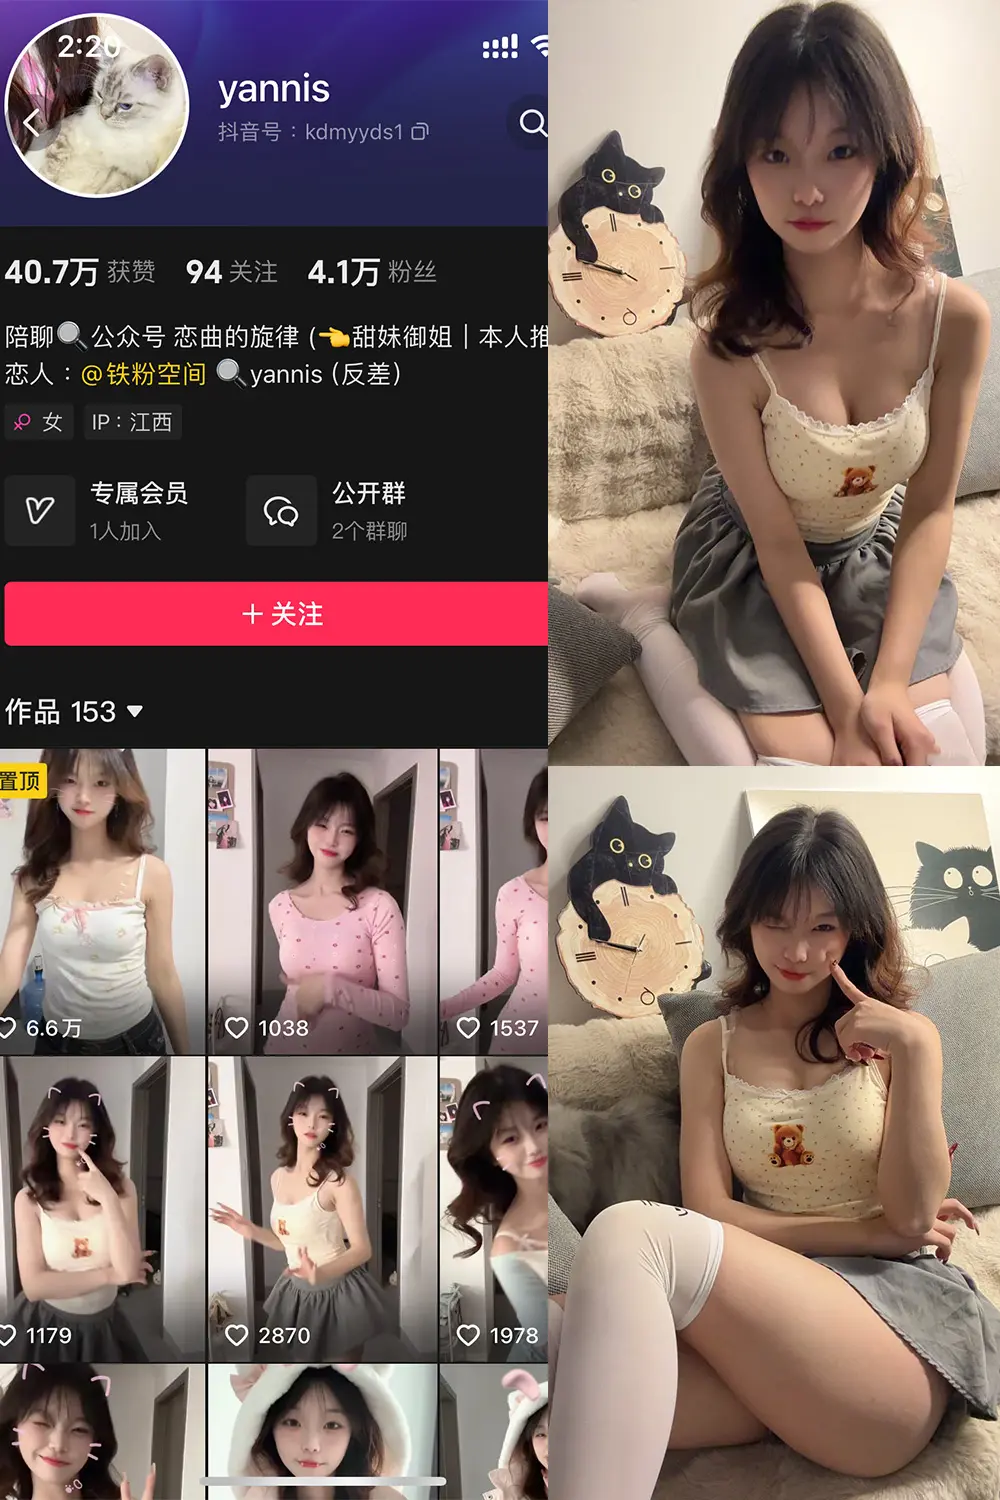 2:20
yannis
抖音号：kdmyyds1
40.7万 获赞 94 关注 4.1万 粉丝
陪聊🔍公众号 恋曲的旋律 (👈甜妹御姐｜本人推
恋人：@铁粉空间 🔍yannis (反差)
女 IP：江西
专属会员 公开群
1人加入 2个群聊
＋关注
作品 153
置顶
6.6万 1038 1537
1179 2870 1978